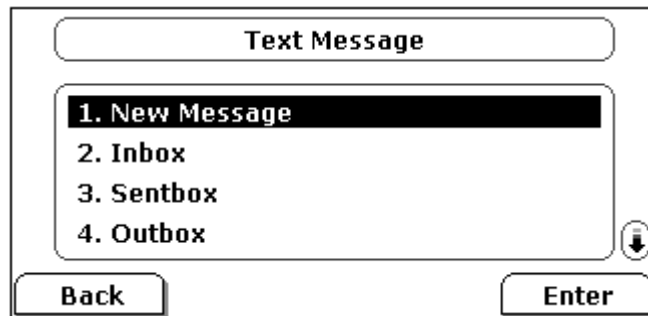 Text Message
1. New Message
2. Inbox
3. Sentbox
4. Outbox
Back
Enter